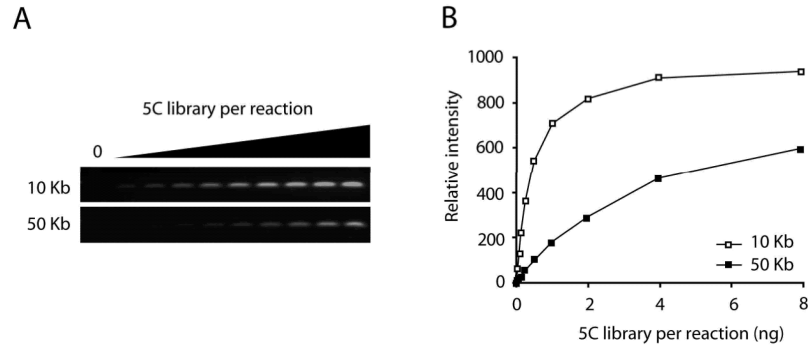 A
5C library per reaction
0
10 Kb
50 Kb
B
1000
800
600
400
200
0
Relative intensity
10 Kb
50 Kb
0 2 4 6 8
5C library per reaction (ng)